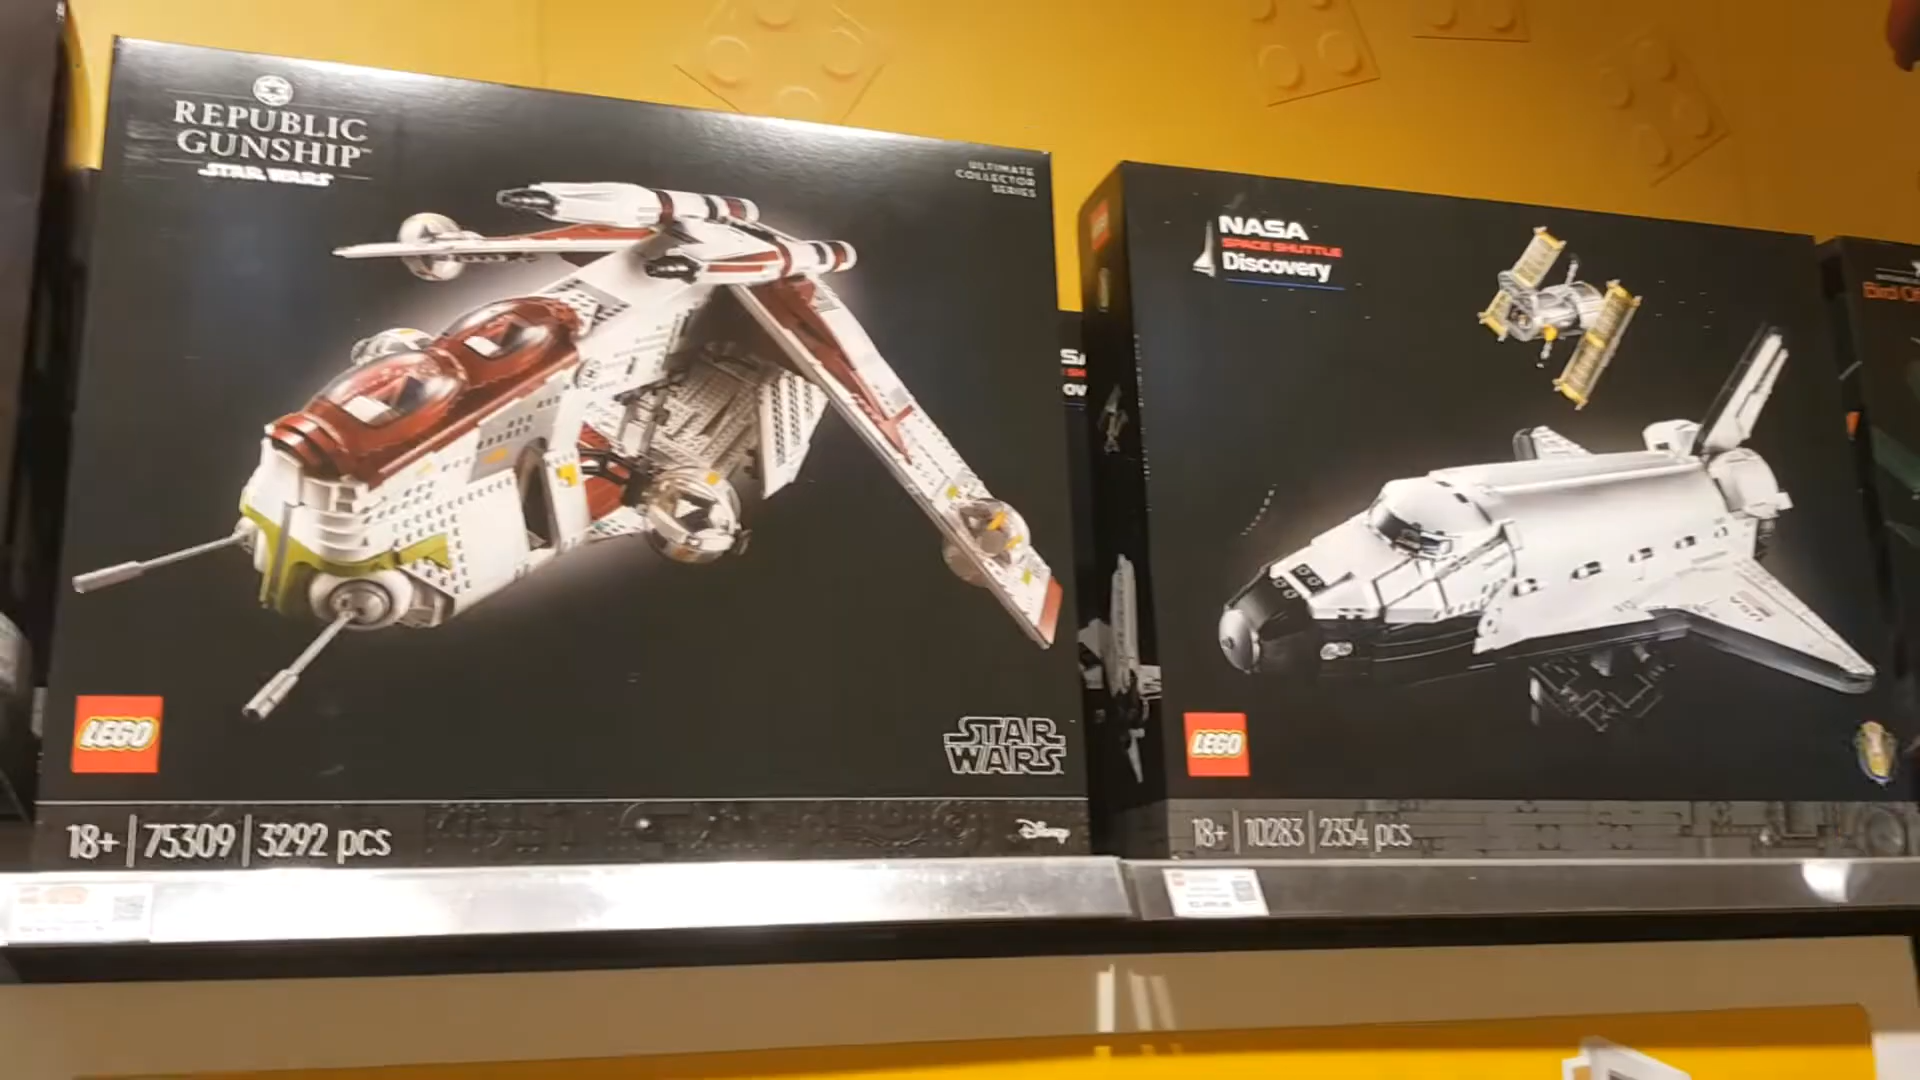 REPUBLIC
GUNSHIP™
STAR WARS
ULTIMATE
COLLECTOR
SERIES
LEGO
STAR
WARS
18+ | 75309 | 3292 pcs
Disney
NASA
SPACE SHUTTLE
Discovery
LEGO
18+ | 10283 | 2354 pcs